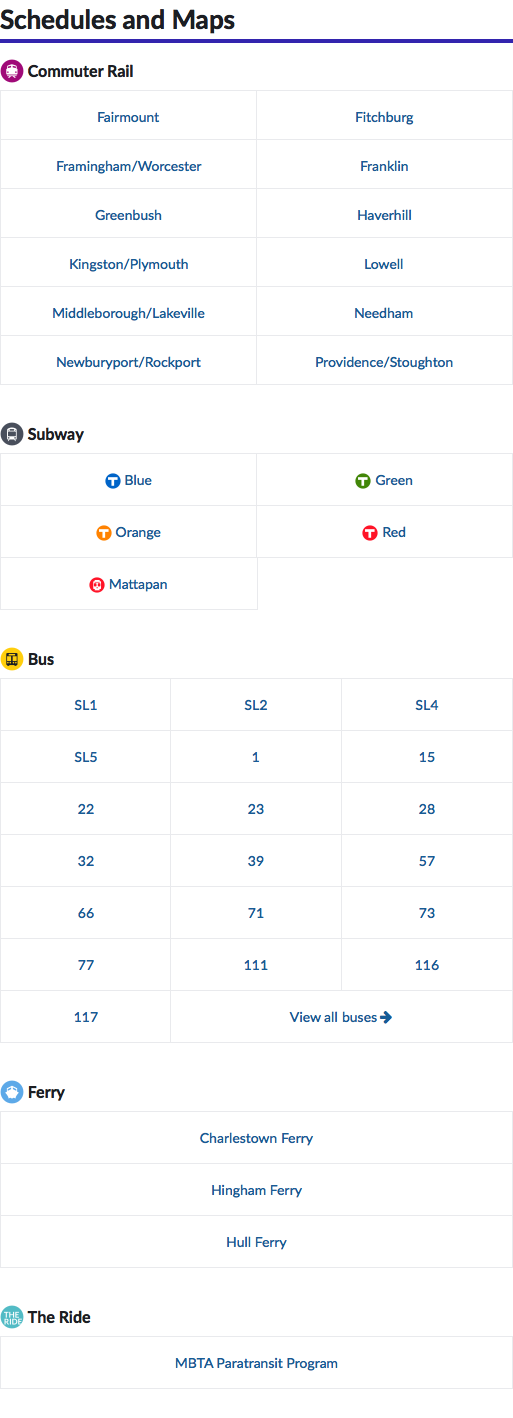 Schedules and Maps
Commuter Rail
Fairmount Fitchburg
Framingham/Worcester Franklin
Greenbush Haverhill
Kingston/Plymouth Lowell
Middleborough/Lakeville Needham
Newburyport/Rockport Providence/Stoughton
Subway
T Blue T Green
T Orange T Red
Mattapan
Bus
SL1 SL2 SL4
SL5 1 15
22 23 28
32 39 57
66 71 73
77 111 116
117 View all buses
Ferry
Charlestown Ferry
Hingham Ferry
Hull Ferry
THE RIDE The Ride
MBTA Paratransit Program